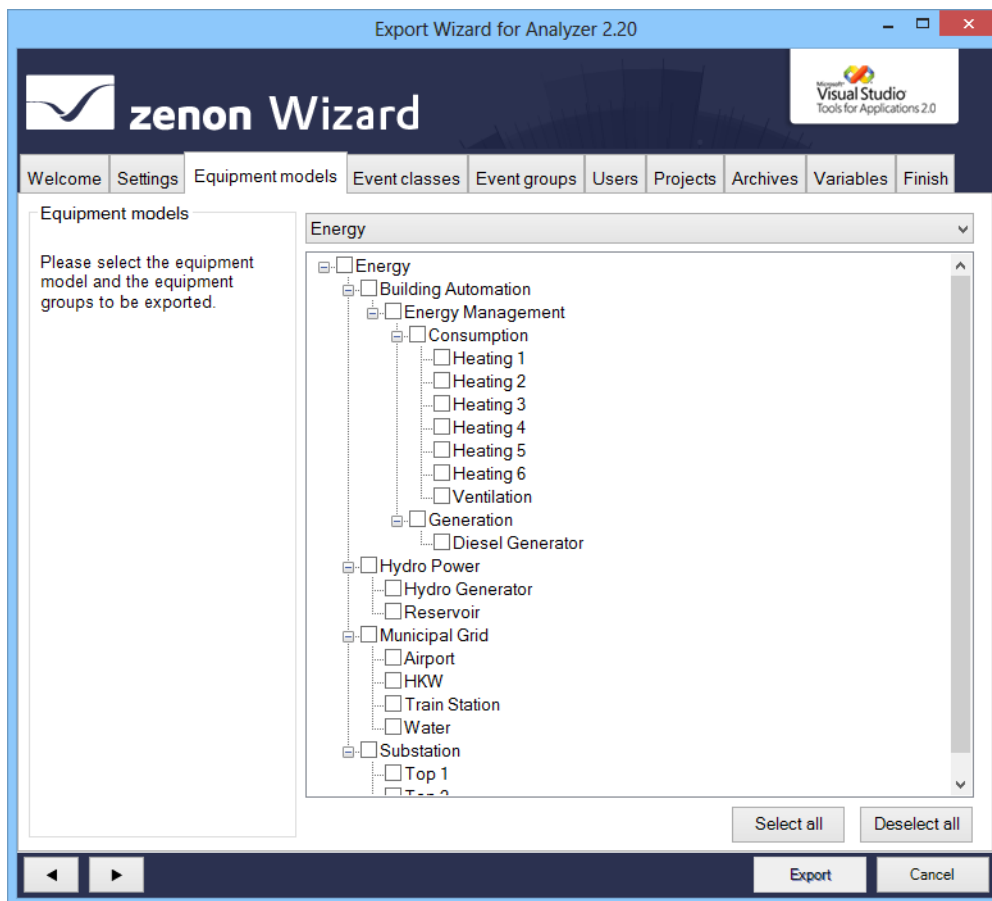 Export Wizard for Analyzer 2.20
zenon Wizard
Microsoft
Visual Studio
Tools for Applications 2.0
Welcome Settings Equipment models Event classes Event groups Users Projects Archives Variables Finish
Equipment models
Please select the equipment
model and the equipment
groups to be exported.
Energy
Energy
Building Automation
Energy Management
Consumption
Heating 1
Heating 2
Heating 3
Heating 4
Heating 5
Heating 6
Ventilation
Generation
Diesel Generator
Hydro Power
Hydro Generator
Reservoir
Municipal Grid
Airport
HKW
Train Station
Water
Substation
Top 1
Top 2
Select all Deselect all
Export Cancel